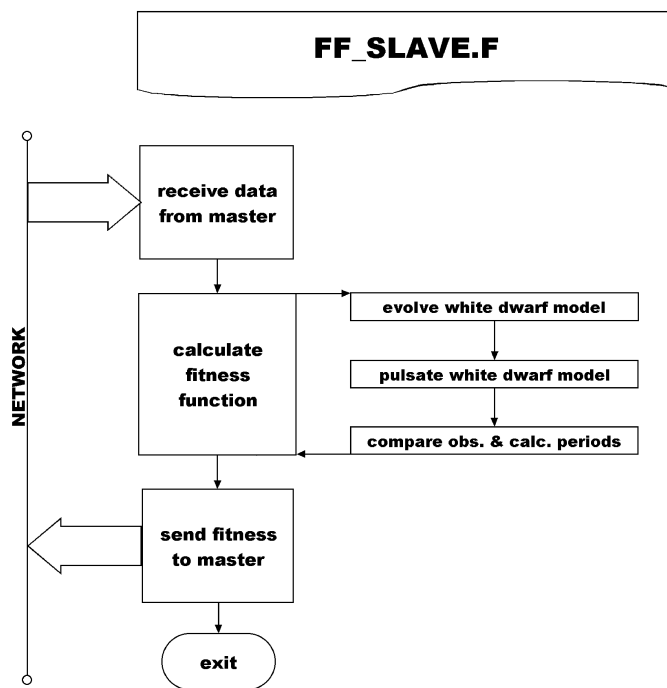 FF_SLAVE.F
NETWORK
receive data
from master
calculate
fitness
function
evolve white dwarf model
pulsate white dwarf model
compare obs. & calc. periods
send fitness
to master
exit